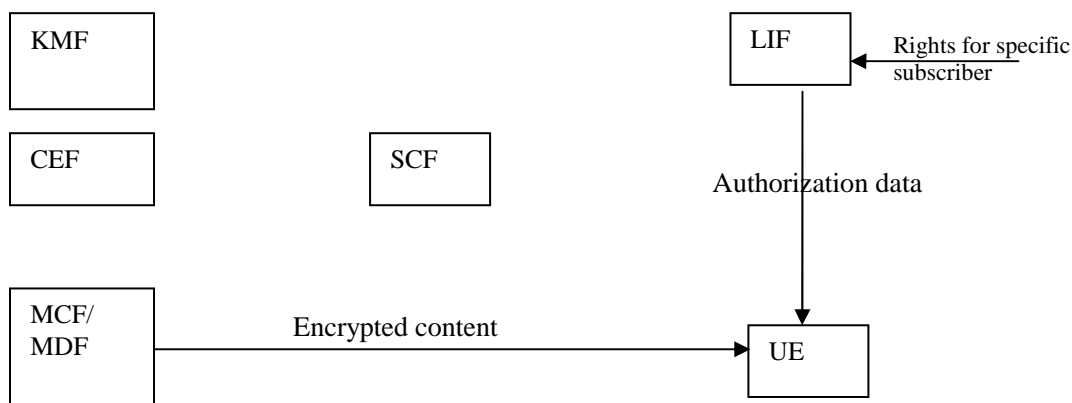 KMF
LIF
Rights for specific
subscriber
CEF
SCF
Authorization data
MCF/
MDF
Encrypted content
UE